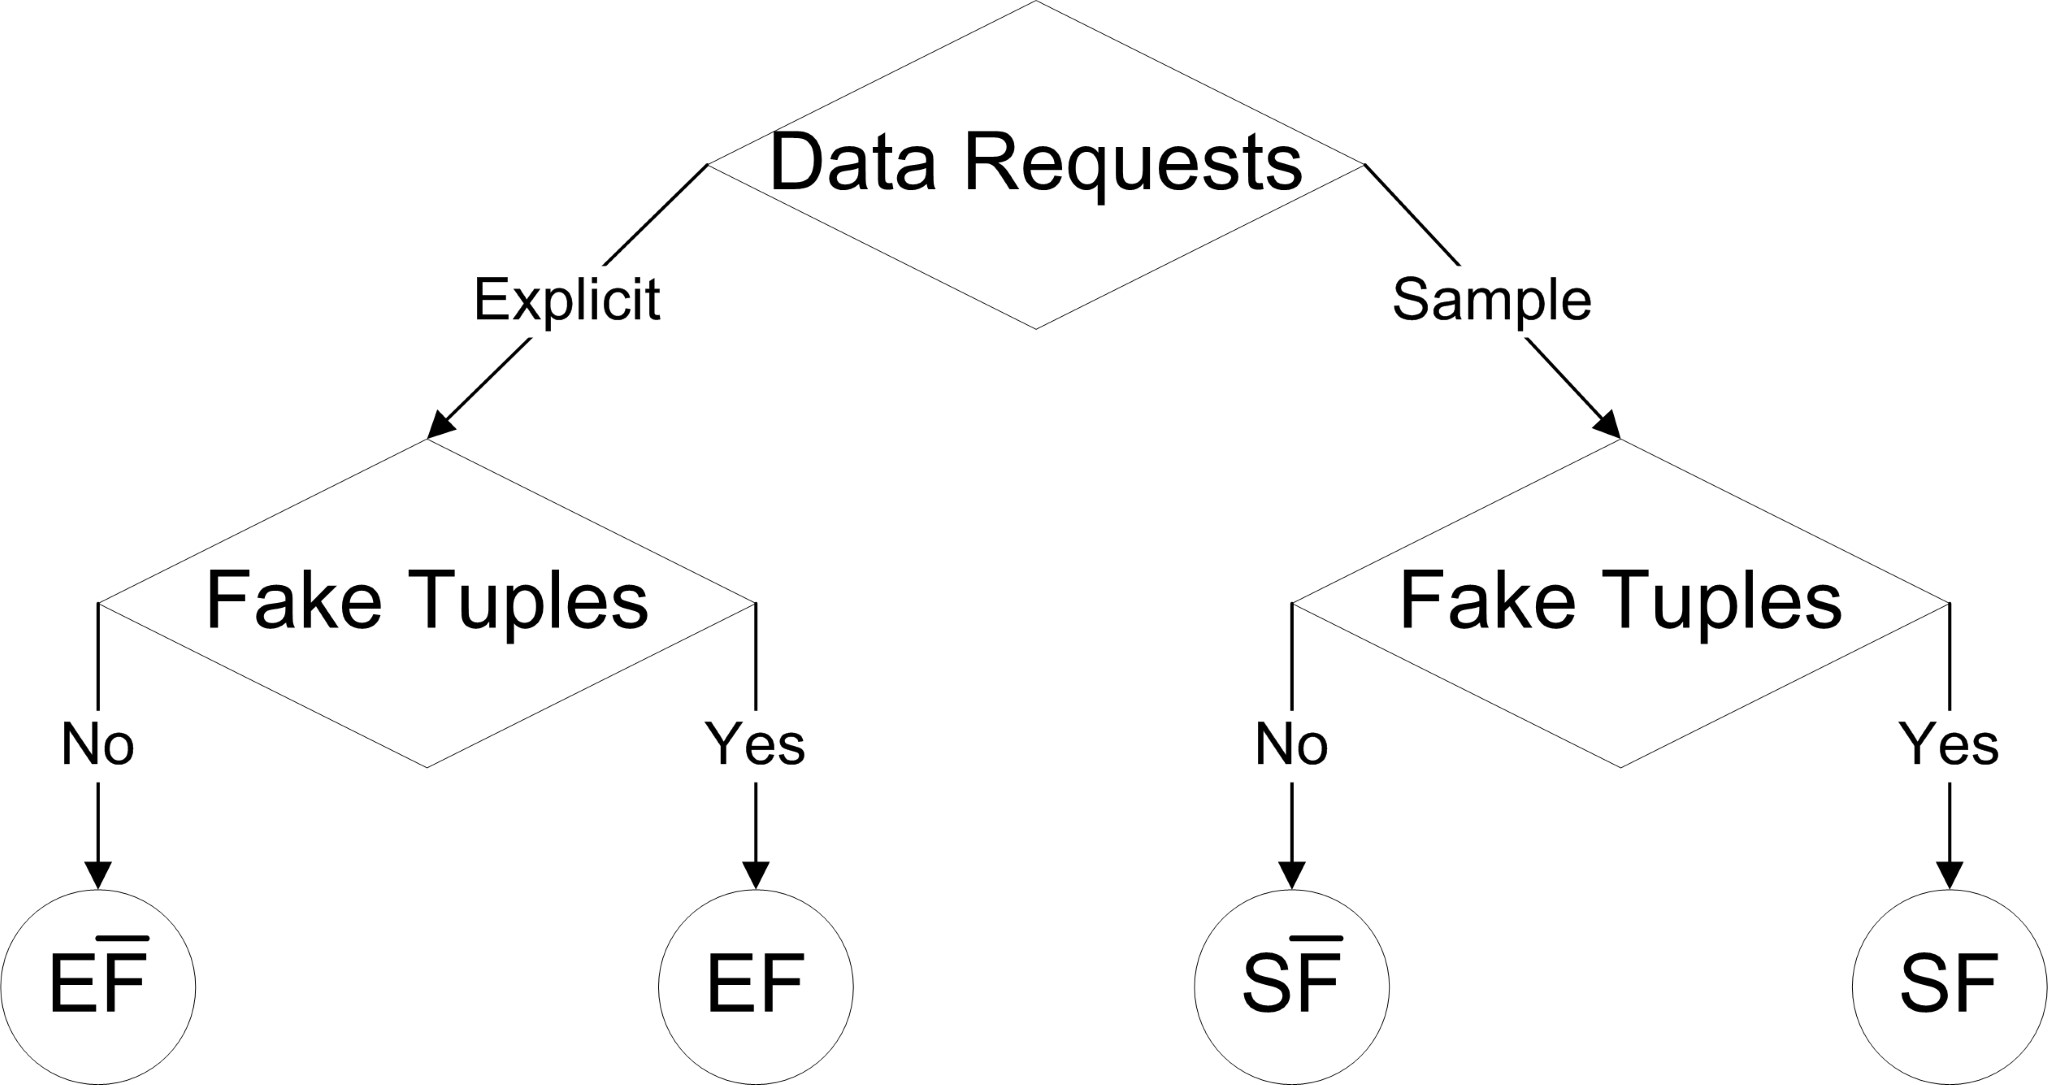 Data Requests
Explicit
Sample
Fake Tuples
Fake Tuples
No
Yes
No
Yes
EF̅
EF
SF̅
SF